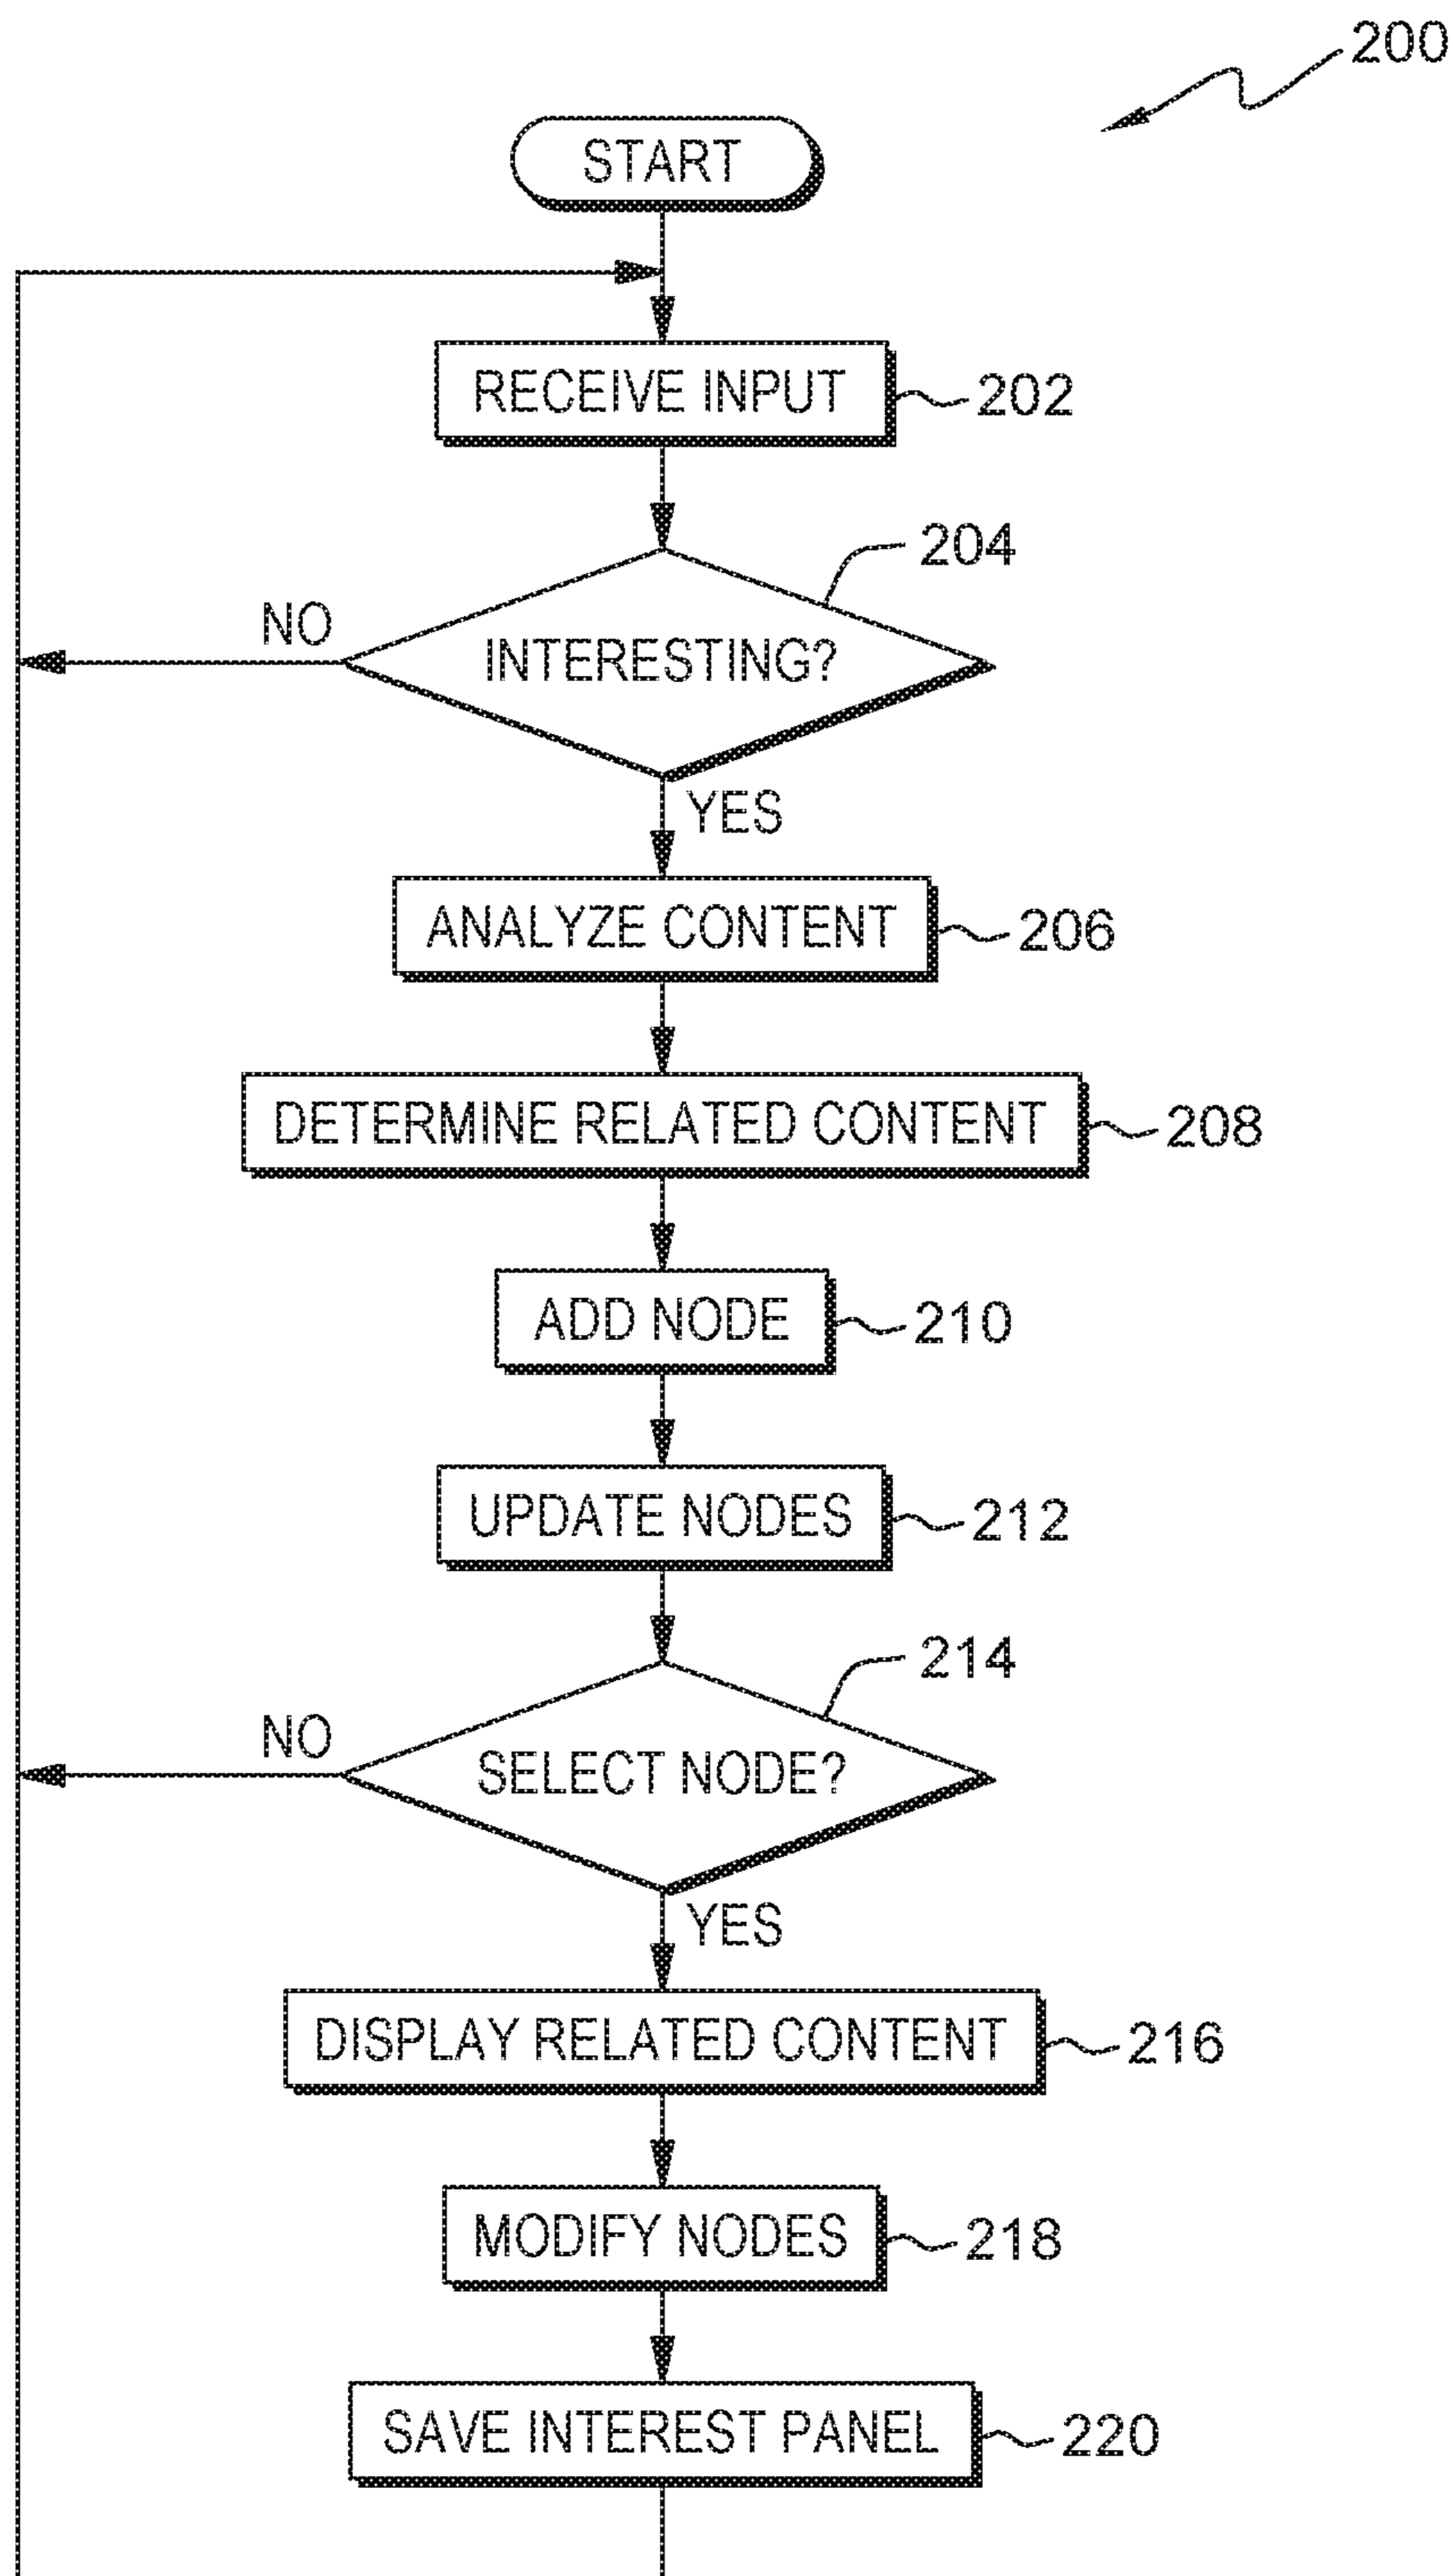 200
START
RECEIVE INPUT
202
204
NO
INTERESTING?
YES
ANALYZE CONTENT
206
DETERMINE RELATED CONTENT
208
ADD NODE
210
UPDATE NODES
212
214
NO
SELECT NODE?
YES
DISPLAY RELATED CONTENT
216
MODIFY NODES
218
SAVE INTEREST PANEL
220